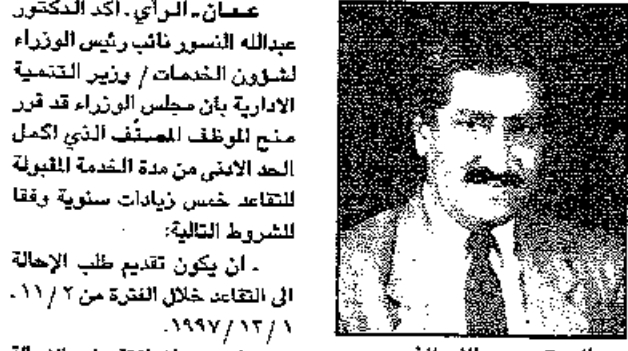 عمان ـ الرأي ـ اكد الدكتور
عبدالله النسور نائب رئيس الوزراء
لشؤون الخدمات / وزير التنمية
الادارية بأن مجلس الوزراء قد قرر
منح الموظف المصنّف الذي اكمل
الحد الادنى من مدة الخدمة المقبولة
للتقاعد خمس زيادات سنوية وفقا
للشروط التالية:
ـ ان يكون تقديم طلب الإحالة
الى التقاعد خلال الفترة من ٢ / ١١ ـ
١ / ١٢ / ١٩٩٧.